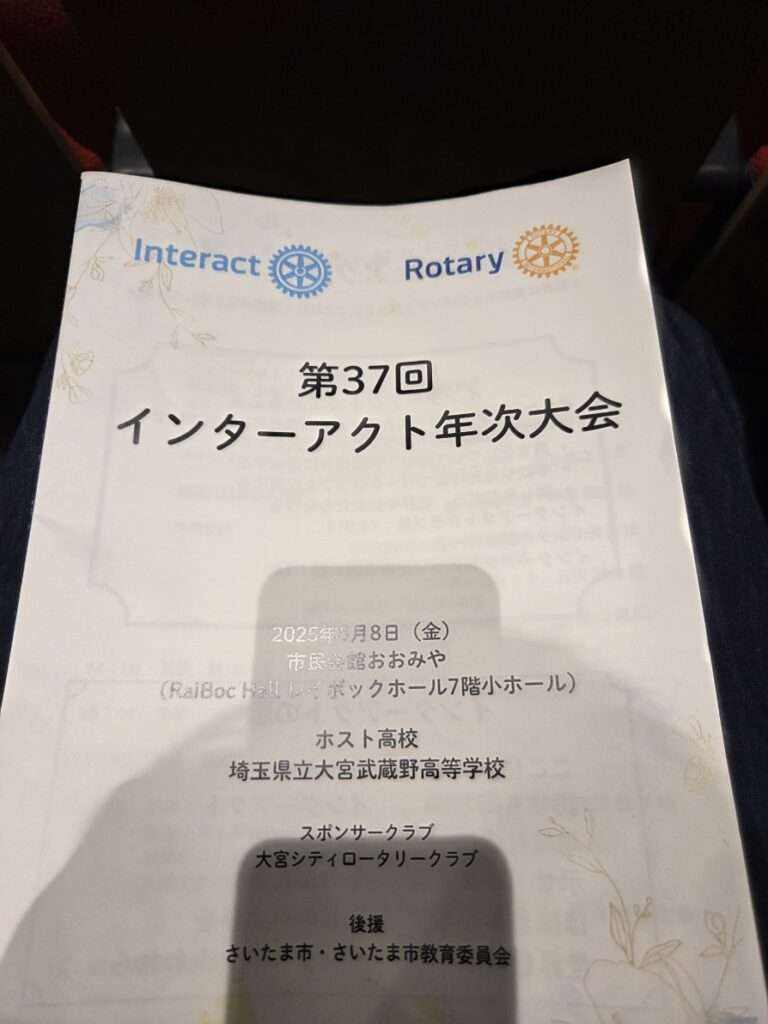 Interact
Rotary
第37回
インターアクト年次大会
2025年8月8日（金）
市民会館おおみや
（RaiBoc Hall レイボックホール7階小ホール）
ホスト高校
埼玉県立大宮武蔵野高等学校
スポンサークラブ
大宮シティロータリークラブ
後援
さいたま市・さいたま市教育委員会